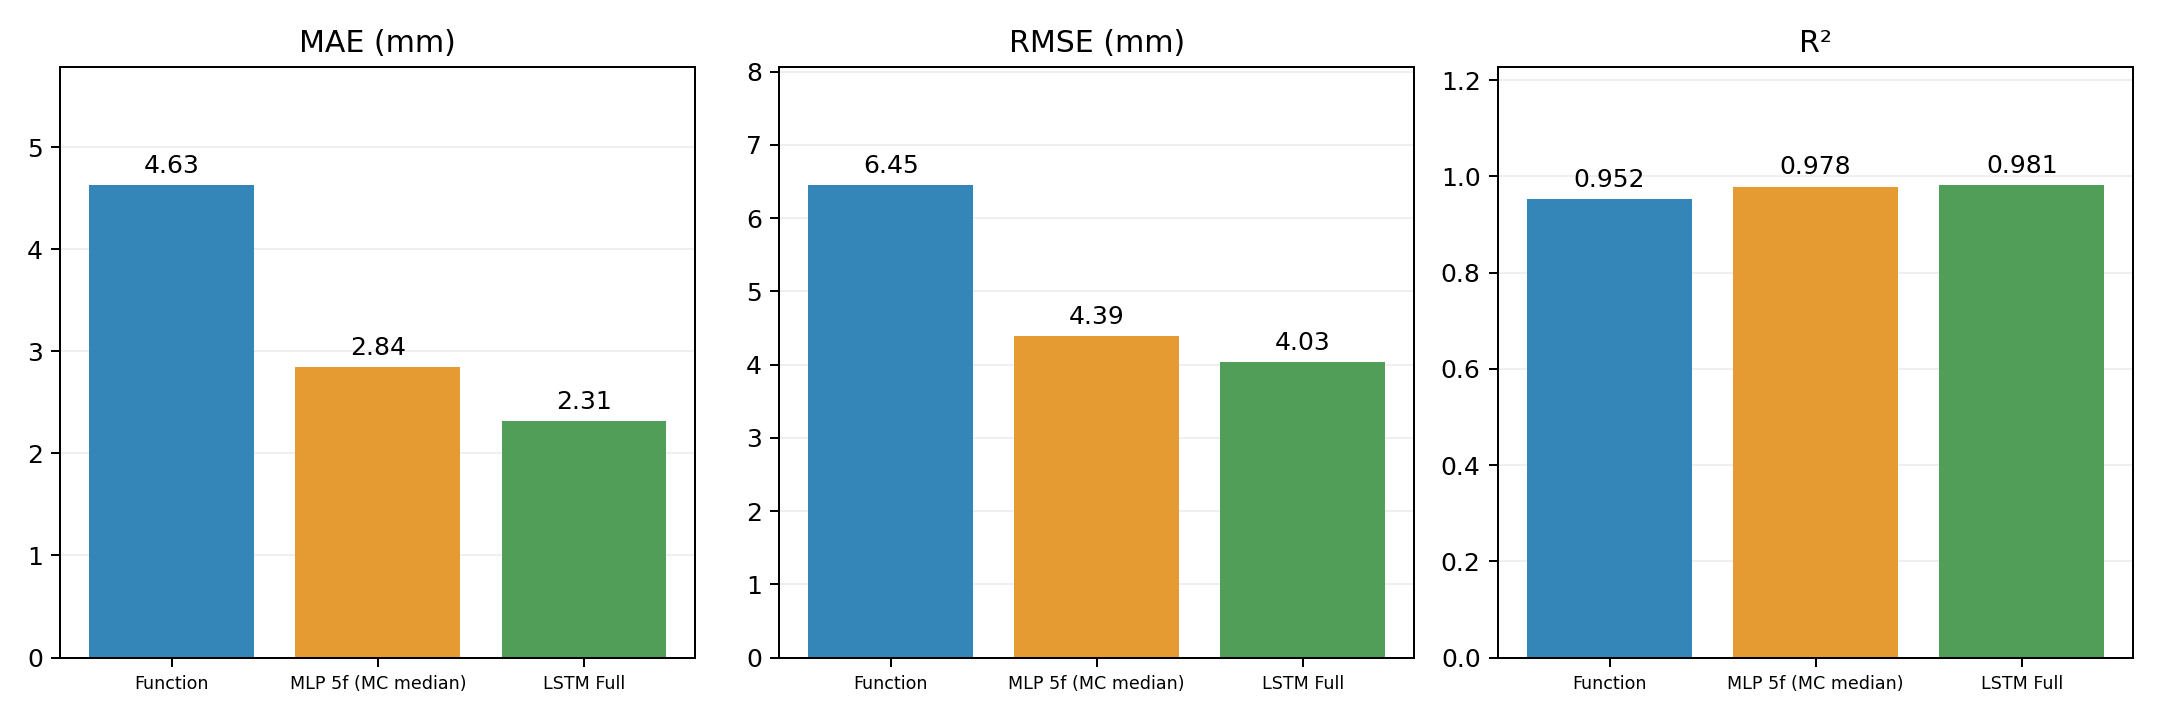 MAE (mm)
5
4
3
2
1
0
4.63
2.84
2.31
Function
MLP 5f (MC median)
LSTM Full
RMSE (mm)
8
7
6
5
4
3
2
1
0
6.45
4.39
4.03
Function
MLP 5f (MC median)
LSTM Full
R²
1.2
1.0
0.8
0.6
0.4
0.2
0.0
0.952
0.978
0.981
Function
MLP 5f (MC median)
LSTM Full